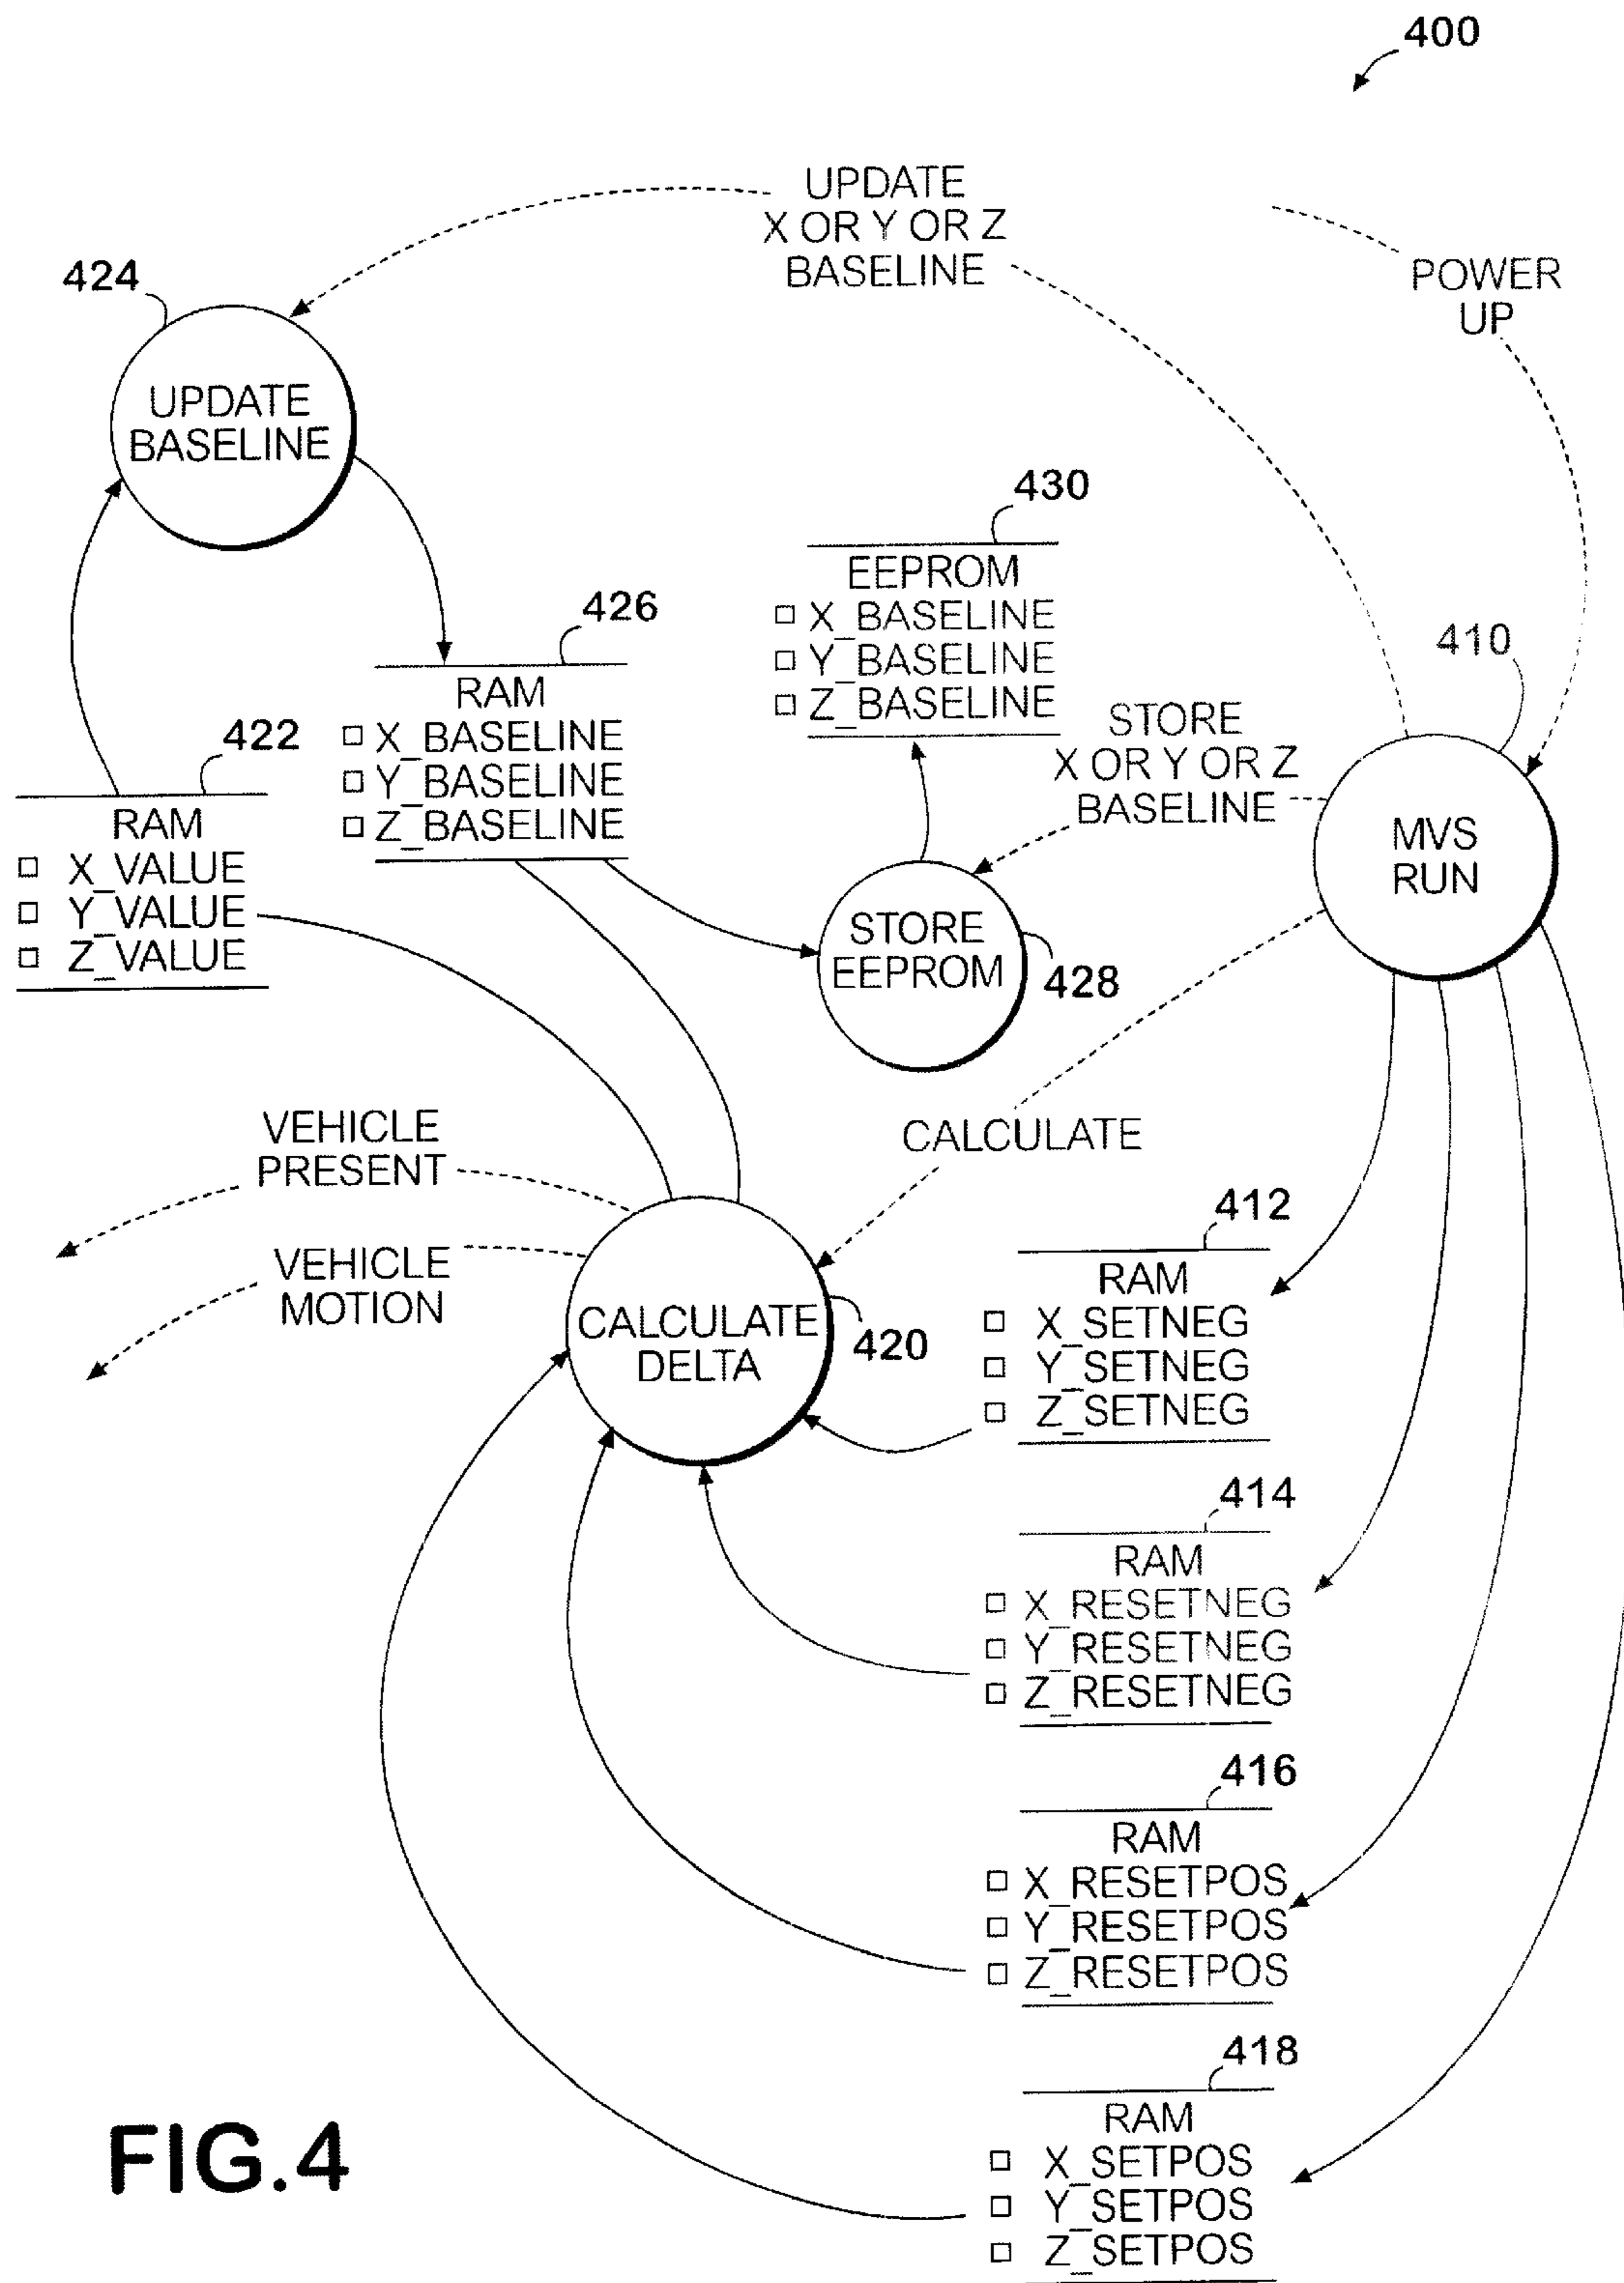 400
UPDATE
X OR Y OR Z
BASELINE
POWER
UP
424
UPDATE
BASELINE
430
EEPROM
X_BASELINE
Y_BASELINE
Z_BASELINE
426
RAM
X_BASELINE
Y_BASELINE
Z_BASELINE
410
MVS
RUN
STORE
X OR Y OR Z
BASELINE
422
RAM
X_VALUE
Y_VALUE
Z_VALUE
STORE
EEPROM
428
VEHICLE
PRESENT
CALCULATE
VEHICLE
MOTION
CALCULATE
DELTA
420
412
RAM
X_SETNEG
Y_SETNEG
Z_SETNEG
414
RAM
X_RESETNEG
Y_RESETNEG
Z_RESETNEG
416
RAM
X_RESETPOS
Y_RESETPOS
Z_RESETPOS
418
RAM
X_SETPOS
Y_SETPOS
Z_SETPOS
FIG.4